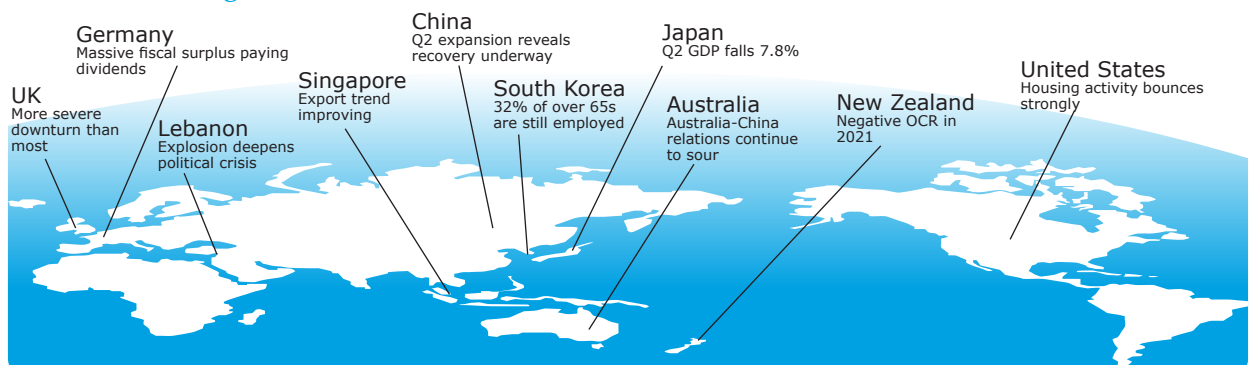 Germany
Massive fiscal surplus paying
dividends
UK
More severe
downturn than
most
Lebanon
Explosion deepens
political crisis
Singapore
Export trend
improving
China
Q2 expansion reveals
recovery underway
South Korea
32% of over 65s
are still employed
Japan
Q2 GDP falls 7.8%
Australia
Australia-China
relations continue
to sour
New Zealand
Negative OCR in
2021
United States
Housing activity bounces
strongly